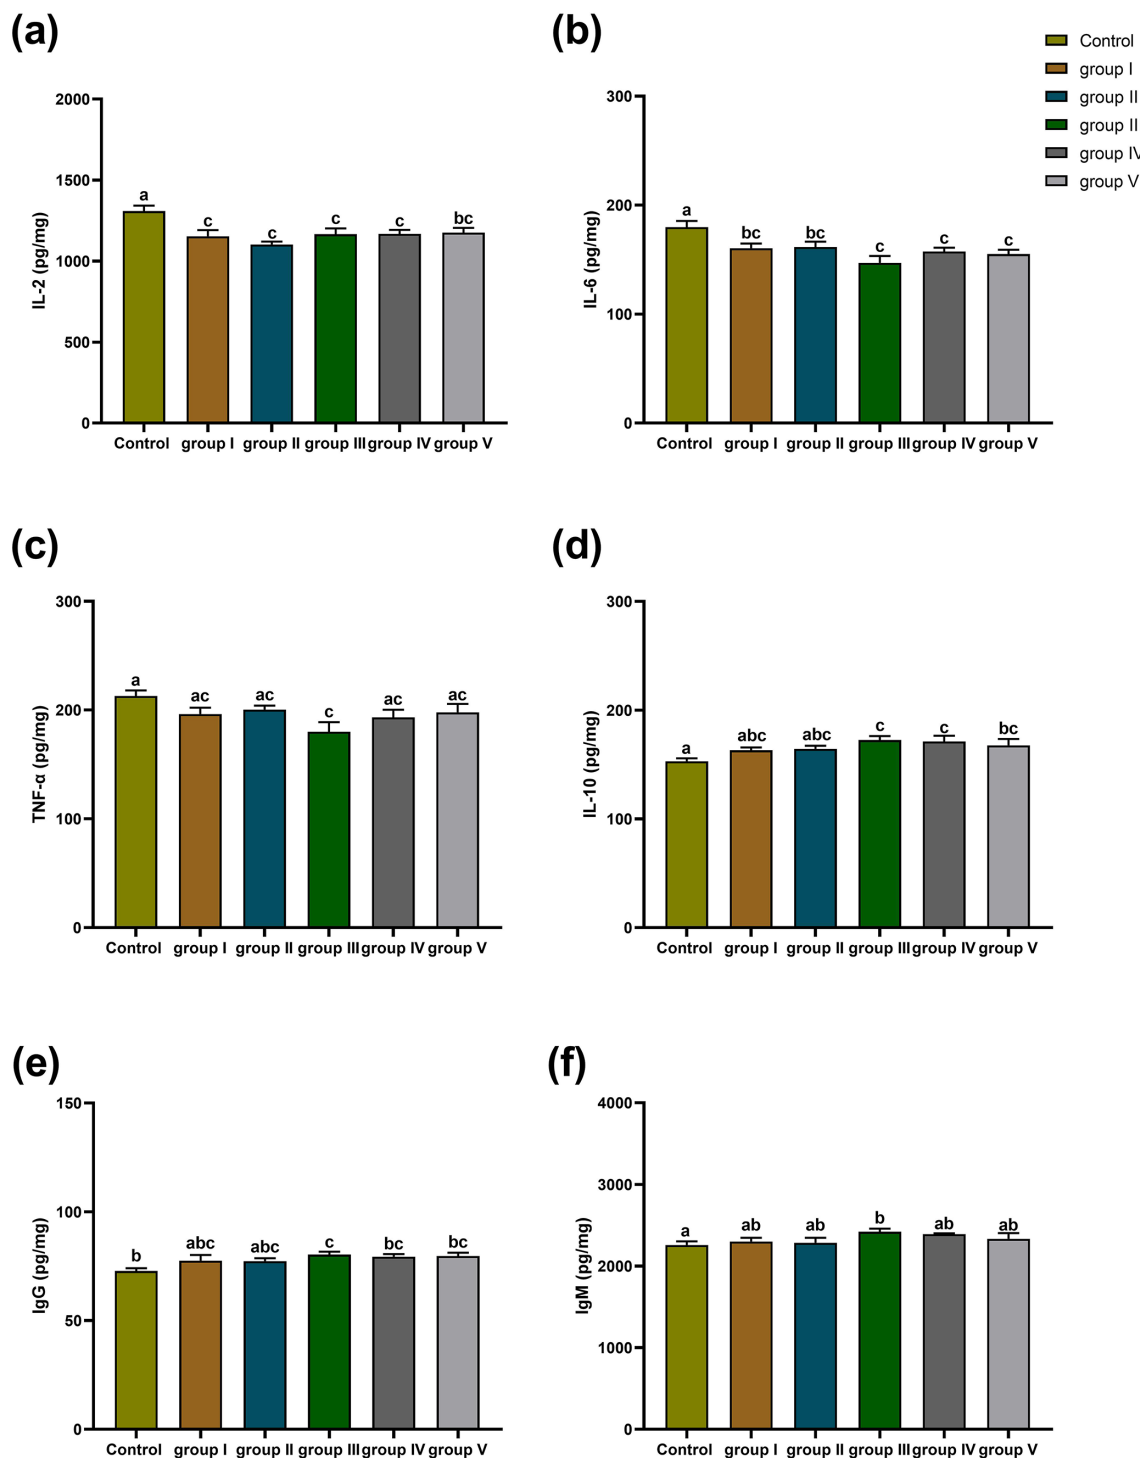 (a)
(b)
Control
group I
group II
group II
group IV
group V
2000
1500
1000
500
0
IL-2 (pg/mg)
a
c
c
c
c
bc
Control group I group II group III group IV group V
300
200
100
0
IL-6 (pg/mg)
a
bc
bc
c
c
c
Control group I group II group III group IV group V
(c)
(d)
300
200
100
0
TNF-α (pg/mg)
a
ac
ac
c
ac
ac
Control group I group II group III group IV group V
300
200
100
0
IL-10 (pg/mg)
a
abc
abc
c
c
bc
Control group I group II group III group IV group V
(e)
(f)
150
100
50
0
IgG (pg/mg)
b
abc
abc
c
bc
bc
Control group I group II group III group IV group V
4000
3000
2000
1000
0
IgM (pg/mg)
a
ab
ab
b
ab
ab
Control group I group II group III group IV group V